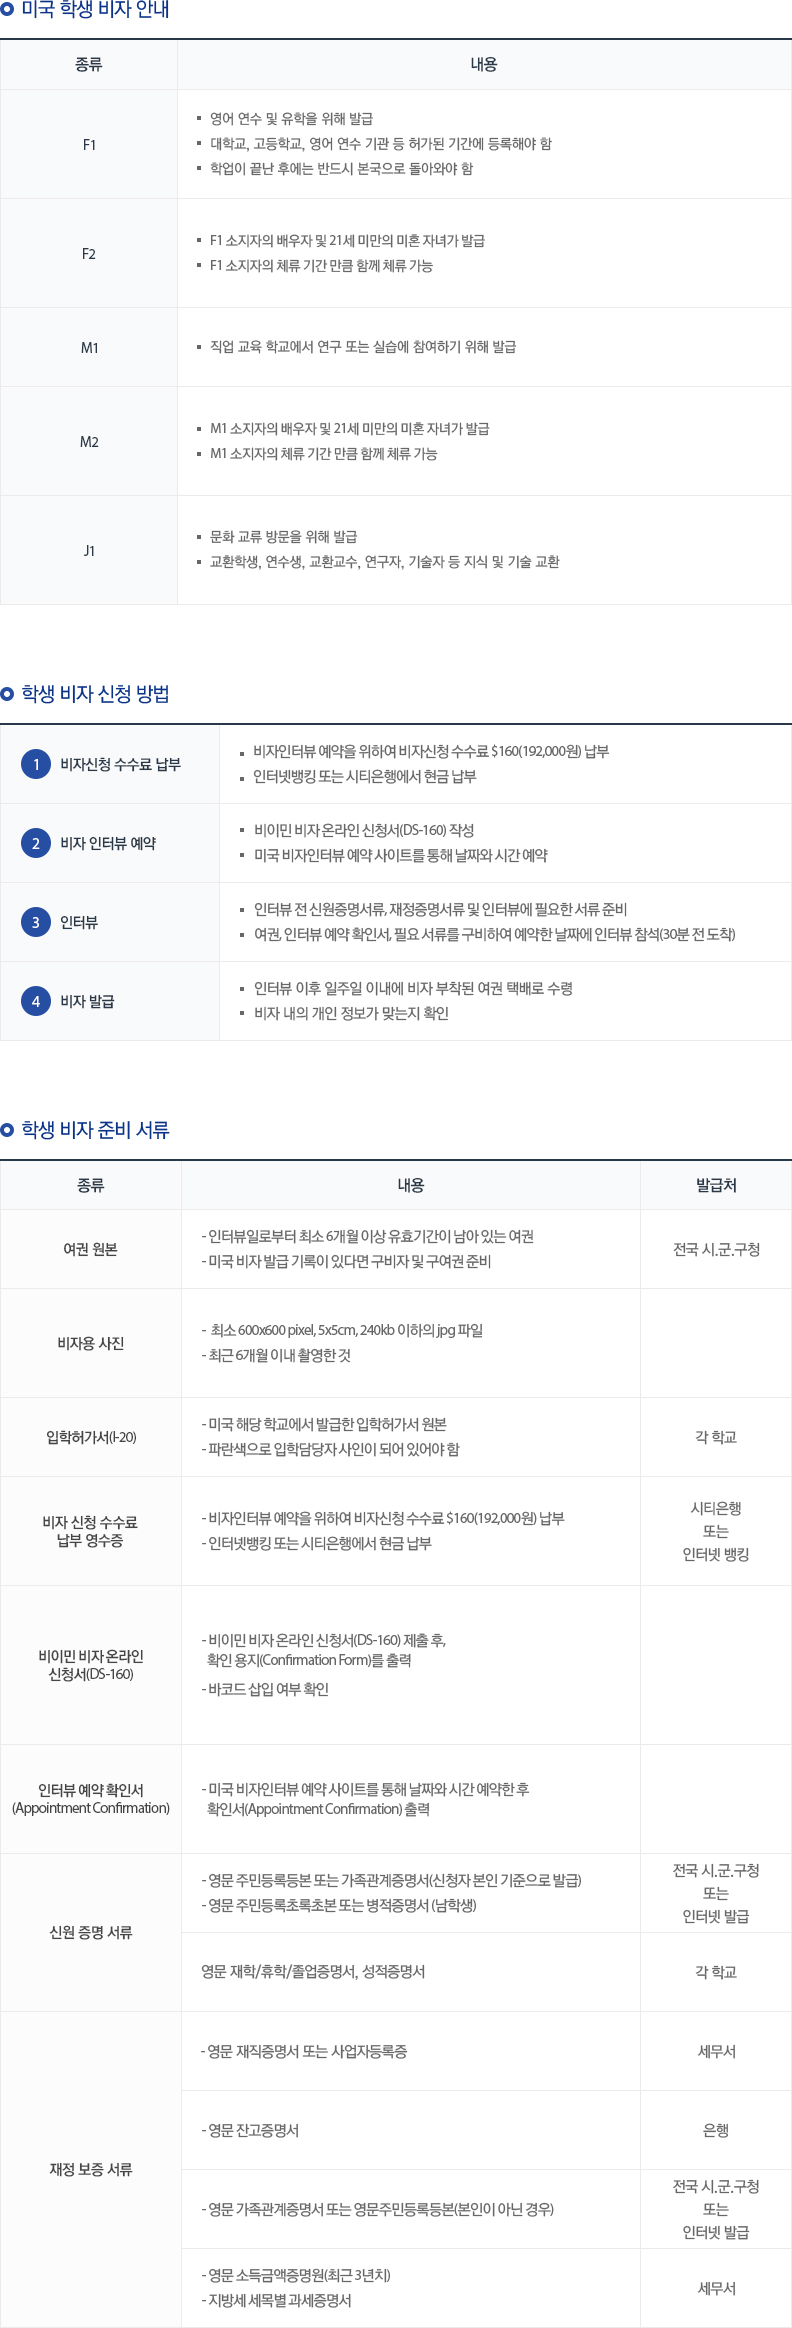 미국 학생 비자 안내
종류 내용
F1
영어 연수 및 유학을 위해 발급
대학교, 고등학교, 영어 연수 기관 등 허가된 기간에 등록해야 함
학업이 끝난 후에는 반드시 본국으로 돌아와야 함
F2
F1 소지자의 배우자 및 21세 미만의 미혼 자녀가 발급
F1 소지자의 체류 기간 만큼 함께 체류 가능
M1
직업 교육 학교에서 연구 또는 실습에 참여하기 위해 발급
M2
M1 소지자의 배우자 및 21세 미만의 미혼 자녀가 발급
M1 소지자의 체류 기간 만큼 함께 체류 가능
J1
문화 교류 방문을 위해 발급
교환학생, 연수생, 교환교수, 연구자, 기술자 등 지식 및 기술 교환
학생 비자 신청 방법
1 비자신청 수수료 납부
비자인터뷰 예약을 위하여 비자신청 수수료 $160(192,000원) 납부
인터넷뱅킹 또는 시티은행에서 현금 납부
2 비자 인터뷰 예약
비이민 비자 온라인 신청서(DS-160) 작성
미국 비자인터뷰 예약 사이트를 통해 날짜와 시간 예약
3 인터뷰
인터뷰 전 신원증명서류, 재정증명서류 및 인터뷰에 필요한 서류 준비
여권, 인터뷰 예약 확인서, 필요 서류를 구비하여 예약한 날짜에 인터뷰 참석(30분 전 도착)
4 비자 발급
인터뷰 이후 일주일 이내에 비자 부착된 여권 택배로 수령
비자 내의 개인 정보가 맞는지 확인
학생 비자 준비 서류
종류 내용 발급처
여권 원본
- 인터뷰일로부터 최소 6개월 이상 유효기간이 남아 있는 여권
- 미국 비자 발급 기록이 있다면 구비자 및 구여권 준비
전국 시.군.구청
비자용 사진
- 최소 600x600 pixel, 5x5cm, 240kb 이하의 jpg 파일
- 최근 6개월 이내 촬영한 것
입학허가서(I-20)
- 미국 해당 학교에서 발급한 입학허가서 원본
- 파란색으로 입학담당자 사인이 되어 있어야 함
각 학교
비자 신청 수수료
납부 영수증
- 비자인터뷰 예약을 위하여 비자신청 수수료 $160(192,000원) 납부
- 인터넷뱅킹 또는 시티은행에서 현금 납부
시티은행
또는
인터넷 뱅킹
비이민 비자 온라인
신청서(DS-160)
- 비이민 비자 온라인 신청서(DS-160) 제출 후,
확인 용지(Confirmation Form)를 출력
- 바코드 삽입 여부 확인
인터뷰 예약 확인서
(Appointment Confirmation)
- 미국 비자인터뷰 예약 사이트를 통해 날짜와 시간 예약한 후
확인서(Appointment Confirmation) 출력
신원 증명 서류
- 영문 주민등록등본 또는 가족관계증명서(신청자 본인 기준으로 발급)
- 영문 주민등록초록초본 또는 병적증명서 (남학생)
전국 시.군.구청
또는
인터넷 발급
영문 재학/휴학/졸업증명서, 성적증명서
각 학교
재정 보증 서류
- 영문 재직증명서 또는 사업자등록증
세무서
- 영문 잔고증명서
은행
- 영문 가족관계증명서 또는 영문주민등록등본(본인이 아닌 경우)
전국 시.군.구청
또는
인터넷 발급
- 영문 소득금액증명원(최근 3년치)
- 지방세 세목별 과세증명서
세무서